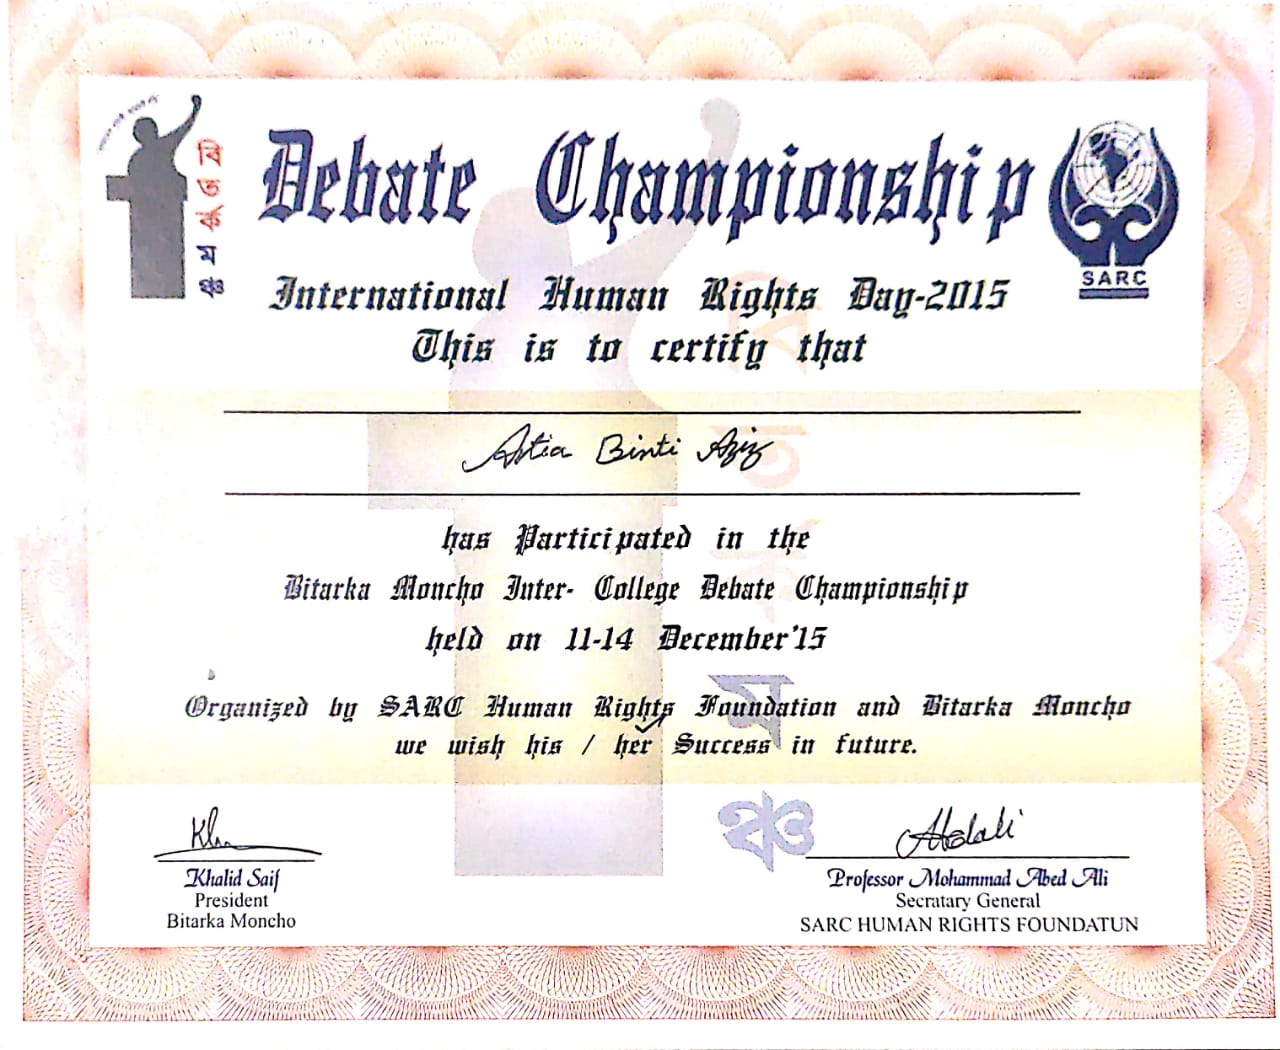 বি
ত
র্ক
ম
ঞ্চ
Debate Championship
SARC
International Human Rights Day-2015
This is to certify that
Binti Aziz
has Participated in the
Bitarka Moncho Inter- College Debate Championship
held on 11-14 December'15
Organized by SARC Human Rights Foundation and Bitarka Moncho
we wish his / her Success in future.
Khalid Saif
President
Bitarka Moncho
Professor Mohammad Abed Ali
Secratary General
SARC HUMAN RIGHTS FOUNDATUN